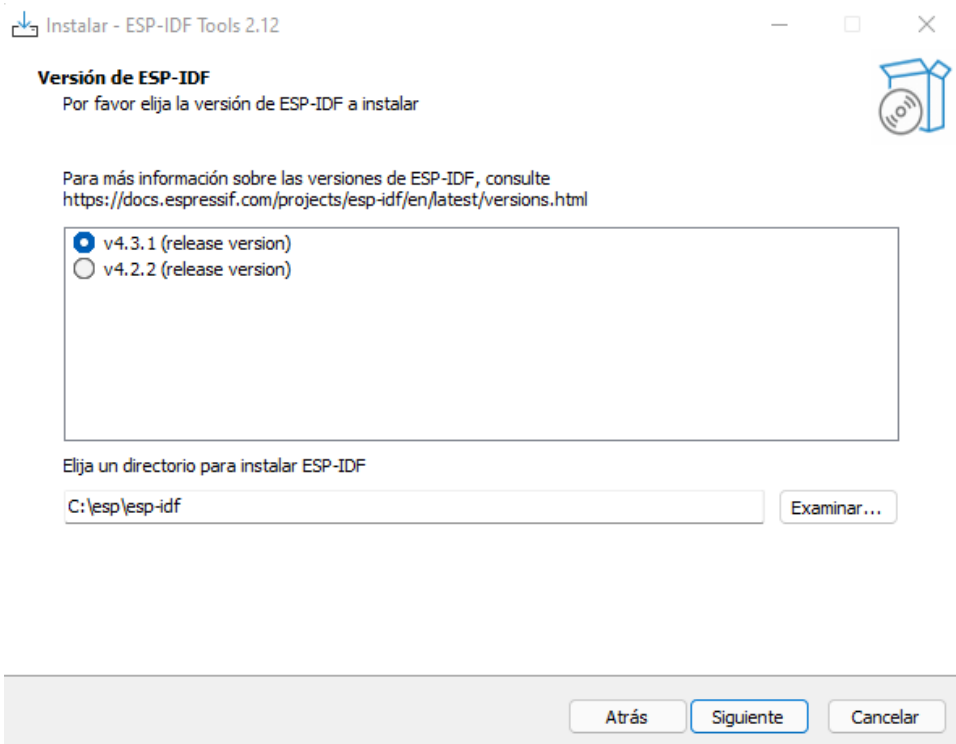 Instalar - ESP-IDF Tools 2.12
Versión de ESP-IDF
Por favor elija la versión de ESP-IDF a instalar
Para más información sobre las versiones de ESP-IDF, consulte
https://docs.espressif.com/projects/esp-idf/en/latest/versions.html
v4.3.1 (release version)
v4.2.2 (release version)
Elija un directorio para instalar ESP-IDF
C:\esp\esp-idf
Examinar...
Atrás Siguiente Cancelar